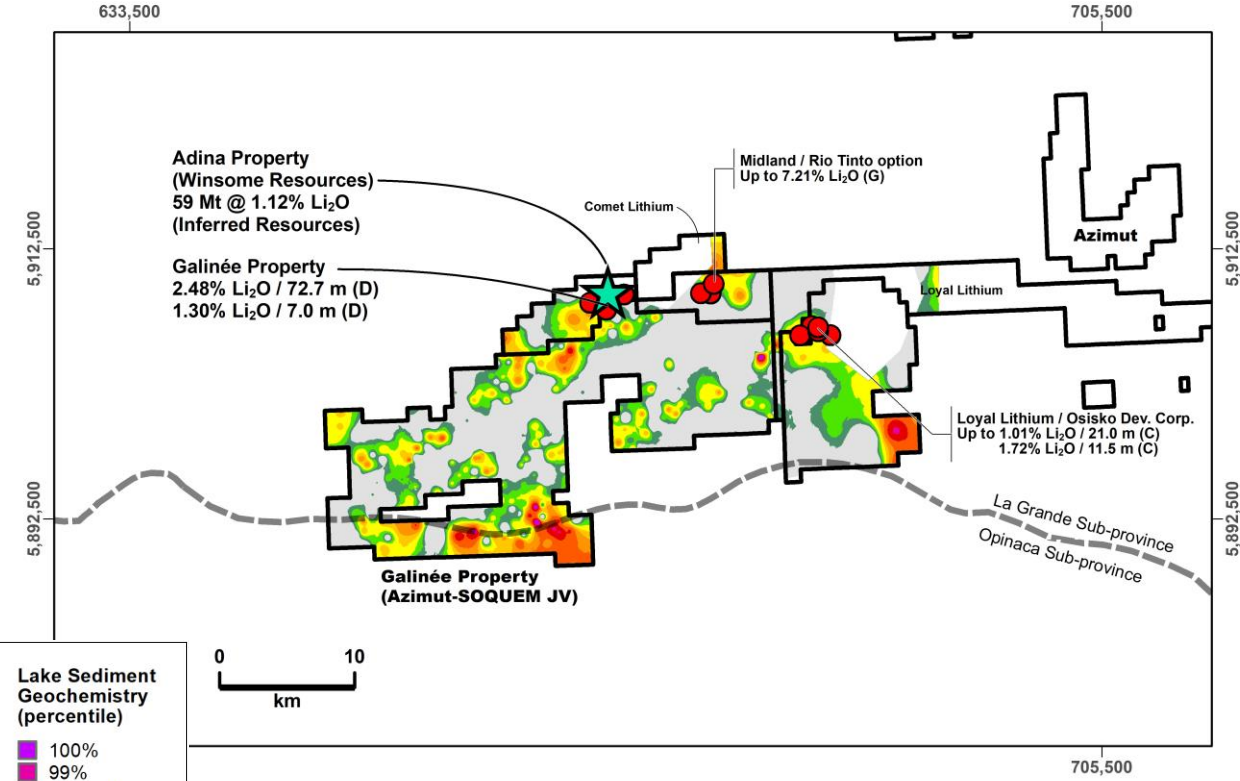 633,500
705,500
Adina Property
(Winsome Resources)
59 Mt @ 1.12% Li₂O
(Inferred Resources)
Midland / Rio Tinto option
Up to 7.21% Li₂O (G)
Comet Lithium
Azimut
5,912,500
5,912,500
Galinée Property
2.48% Li₂O / 72.7 m (D)
1.30% Li₂O / 7.0 m (D)
Loyal Lithium
Loyal Lithium / Osisko Dev. Corp.
Up to 1.01% Li₂O / 21.0 m (C)
1.72% Li₂O / 11.5 m (C)
5,892,500
5,892,500
La Grande Sub-province
Opinaca Sub-province
Galinée Property
(Azimut-SOQUEM JV)
0 10
km
Lake Sediment
Geochemistry
(percentile)
100%
99%
705,500